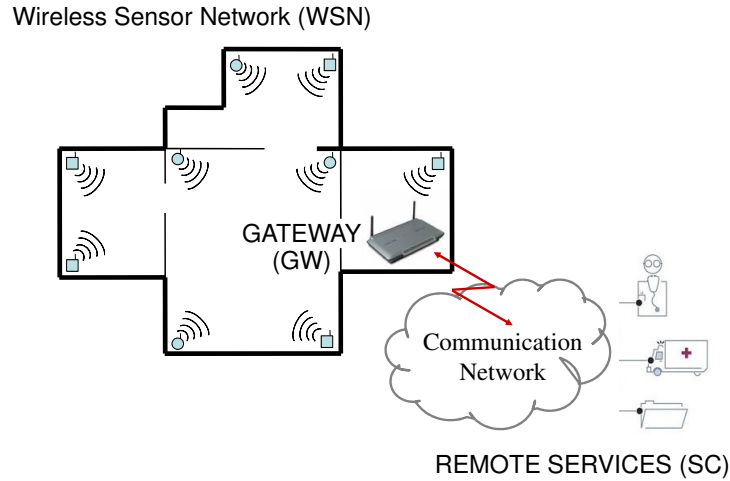 Wireless Sensor Network (WSN)
GATEWAY
(GW)
Communication
Network
REMOTE SERVICES (SC)